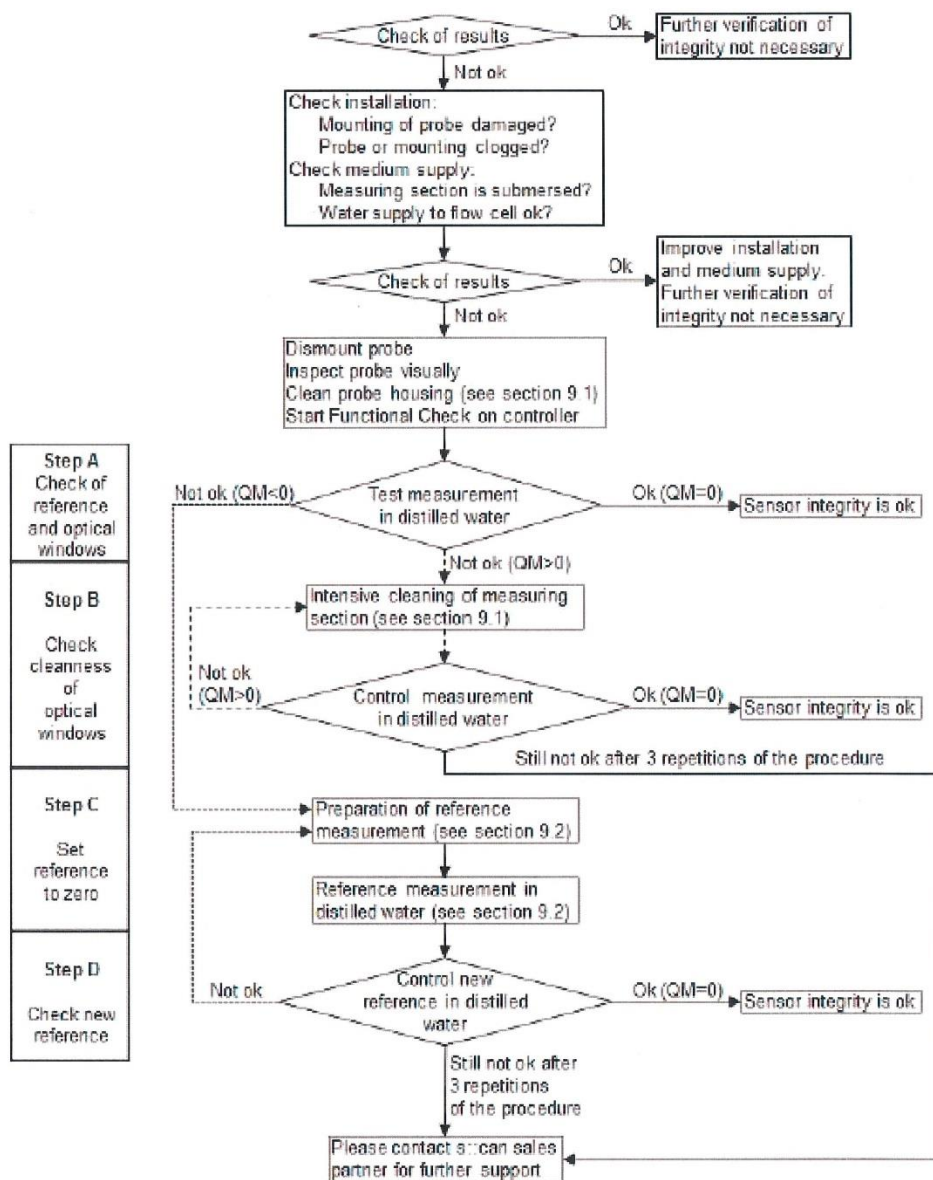 Check of results
Ok
Further verification of
integrity not necessary
Not ok
Check installation:
Mounting of probe damaged?
Probe or mounting clogged?
Check medium supply:
Measuring section is submersed?
Water supply to flow cell ok?
Check of results
Ok
Improve installation
and medium supply.
Further verification of
integrity not necessary
Not ok
Dismount probe
Inspect probe visually
Clean probe housing (see section 9.1)
Start Functional Check on controller
Step A
Check of
reference
and optical
windows
Not ok (QM<0)
Test measurement
in distilled water
Ok (QM=0)
Sensor integrity is ok
Not ok (QM>0)
Step B
Check
cleanness
of
optical
windows
Intensive cleaning of measuring
section (see section 9.1)
Not ok
(QM>0)
Control measurement
in distilled water
Ok (QM=0)
Sensor integrity is ok
Still not ok after 3 repetitions of the procedure
Step C
Set
reference
to zero
Preparation of reference
measurement (see section 9.2)
Reference measurement in
distilled water (see section 9.2)
Step D
Check new
reference
Not ok
Control new
reference in distilled
water
Ok (QM=0)
Sensor integrity is ok
Still not ok after
3 repetitions
of the procedure
Please contact s::can sales
partner for further support